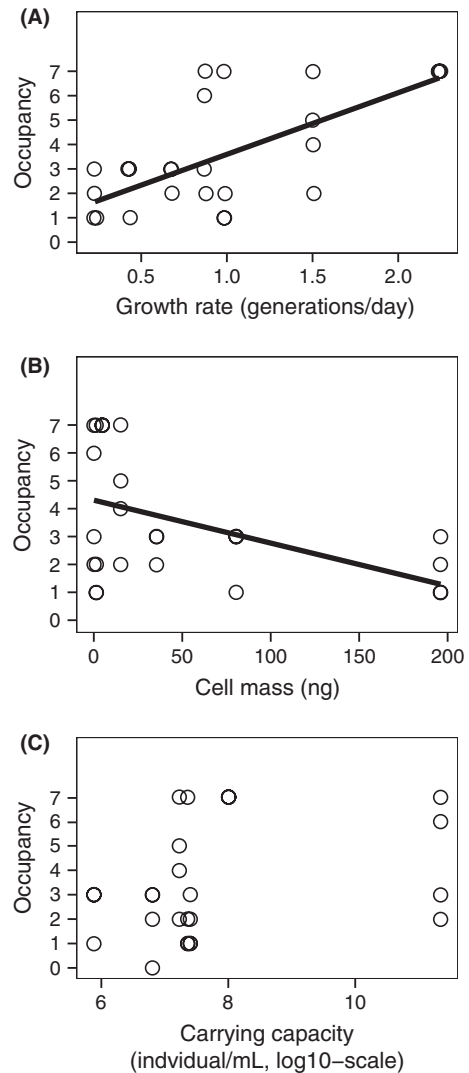 (A)
7
6
5
4
3
2
1
0
Occupancy
0.5 1.0 1.5 2.0
Growth rate (generations/day)
(B)
7
6
5
4
3
2
1
0
Occupancy
0 50 100 150 200
Cell mass (ng)
(C)
7
6
5
4
3
2
1
0
Occupancy
6 8 10
Carrying capacity
(indvidual/mL, log10−scale)